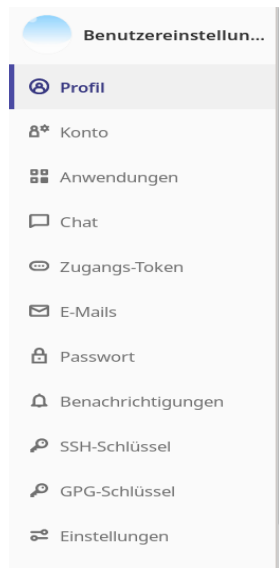 Benutzereinstellun...
Profil
Konto
Anwendungen
Chat
Zugangs-Token
E-Mails
Passwort
Benachrichtigungen
SSH-Schlüssel
GPG-Schlüssel
Einstellungen